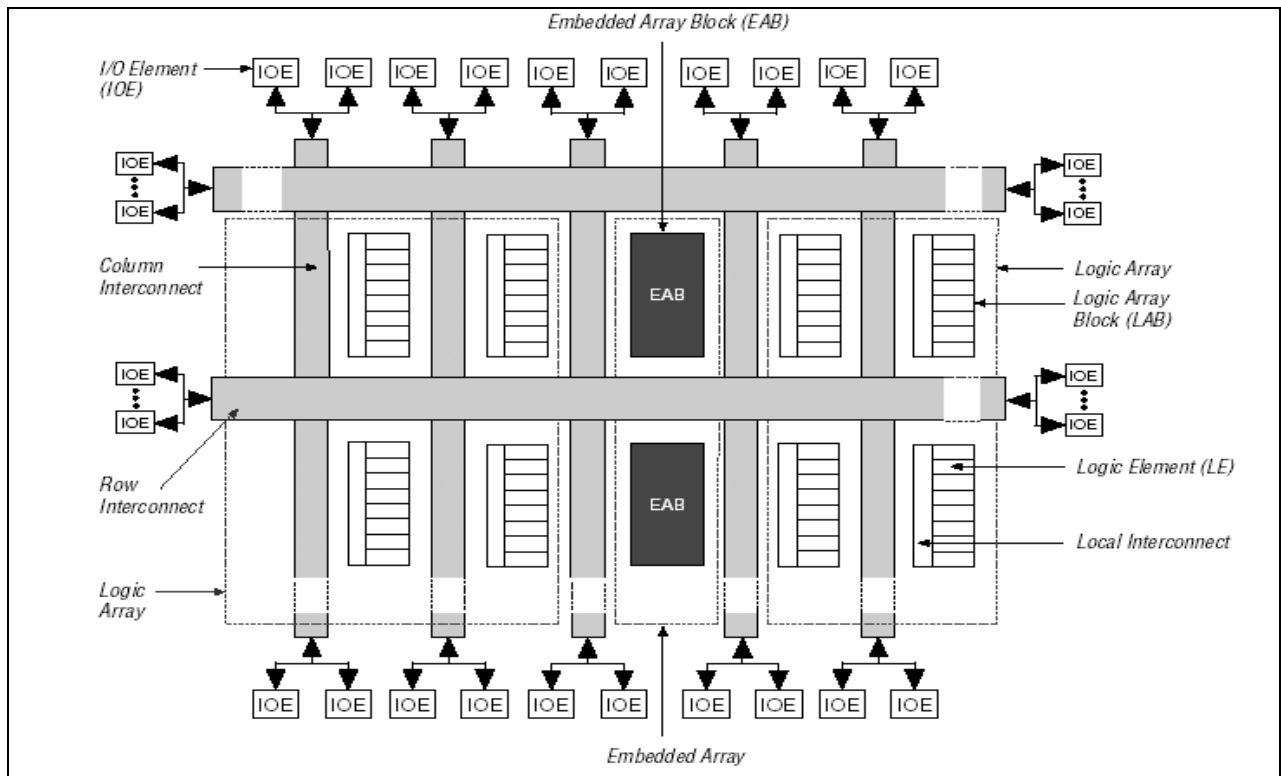 Embedded Array Block (EAB)
I/O Element
(IOE)
IOE IOE IOE IOE IOE IOE IOE IOE IOE IOE
IOE IOE
IOE IOE
Column
Interconnect
EAB
Logic Array
Logic Array
Block (LAB)
IOE IOE
IOE IOE
Row
Interconnect
EAB
Logic Element (LE)
Local Interconnect
Logic
Array
IOE IOE IOE IOE IOE IOE IOE IOE IOE IOE
Embedded Array